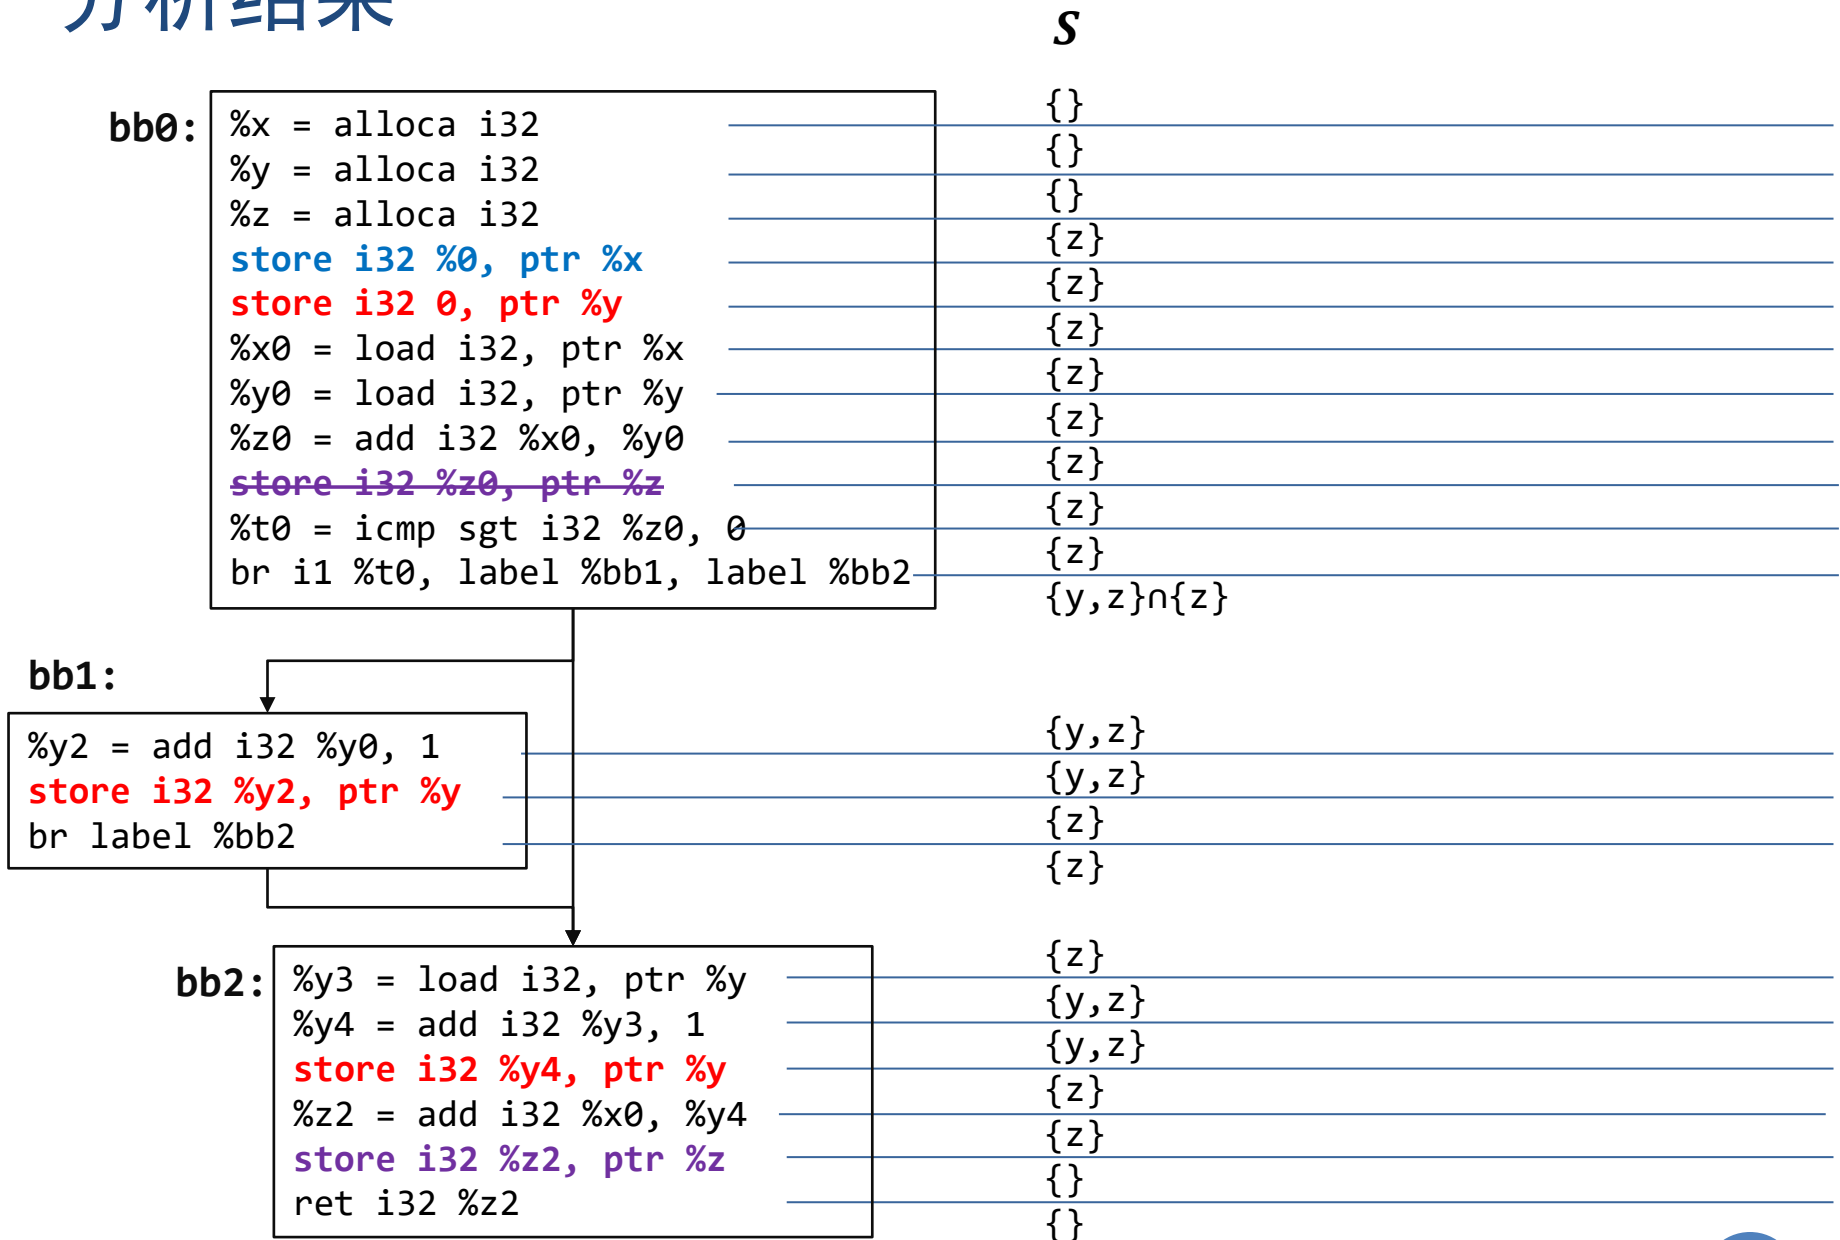 分析结果
S
bb0:
%x = alloca i32
%y = alloca i32
%z = alloca i32
store i32 %0, ptr %x
store i32 0, ptr %y
%x0 = load i32, ptr %x
%y0 = load i32, ptr %y
%z0 = add i32 %x0, %y0
store i32 %z0, ptr %z
%t0 = icmp sgt i32 %z0, 0
br i1 %t0, label %bb1, label %bb2
{}
{}
{}
{z}
{z}
{z}
{z}
{z}
{z}
{z}
{z}
{y,z}∩{z}
bb1:
%y2 = add i32 %y0, 1
store i32 %y2, ptr %y
br label %bb2
{y,z}
{y,z}
{z}
{z}
bb2:
%y3 = load i32, ptr %y
%y4 = add i32 %y3, 1
store i32 %y4, ptr %y
%z2 = add i32 %x0, %y4
store i32 %z2, ptr %z
ret i32 %z2
{z}
{y,z}
{y,z}
{z}
{z}
{}
{}